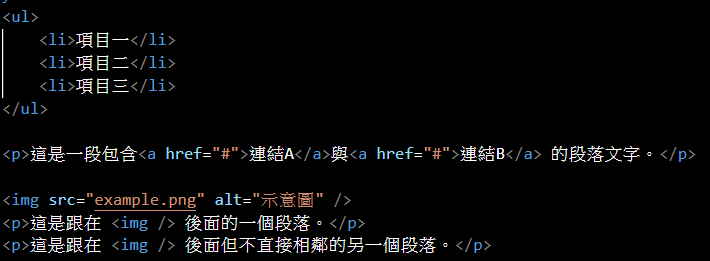 <ul>
    <li>項目一</li>
    <li>項目二</li>
    <li>項目三</li>
</ul>
<p>這是一段包含<a href="#">連結A</a>與<a href="#">連結B</a> 的段落文字。</p>
<img src="example.png" alt="示意圖" />
<p>這是跟在 <img /> 後面的一個段落。</p>
<p>這是跟在 <img /> 後面但不直接相鄰的另一個段落。</p>